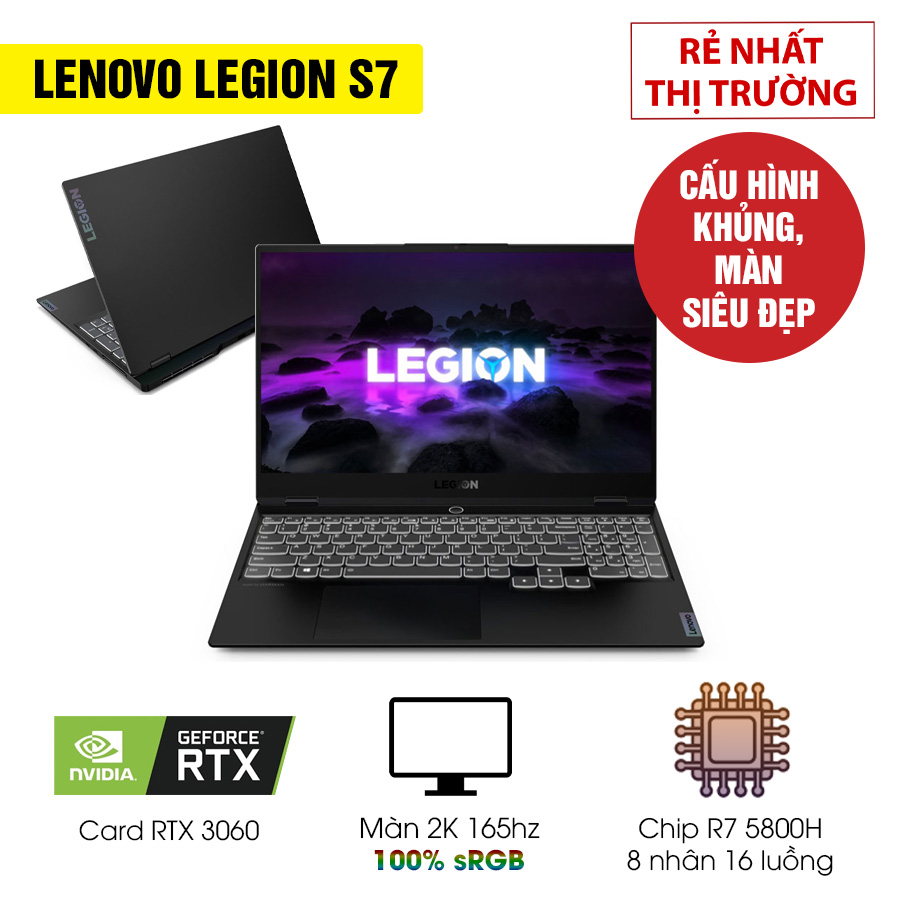 LENOVO LEGION S7
RẺ NHẤT
THỊ TRƯỜNG
CẤU HÌNH
KHỦNG,
MÀN
SIÊU ĐẸP
LEGION
LEGION
LEGION
Lenovo
NVIDIA.
GEFORCE
RTX
Card RTX 3060
Màn 2K 165hz
100% sRGB
Chip R7 5800H
8 nhân 16 luồng